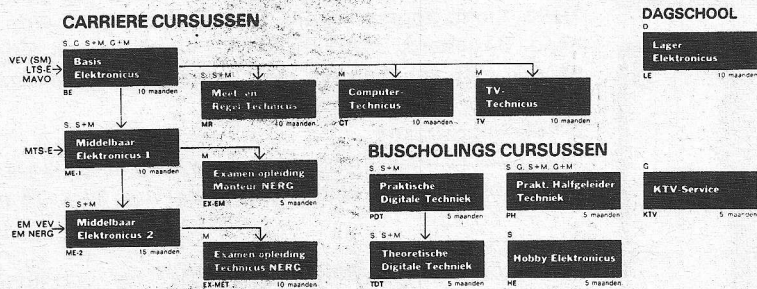 CARRIERE CURSUSSEN
S, G, S+M, G+M
VEV (SM)
LTS-E
MAVO
Basis
Elektronicus
BE 10 maanden
S, S+M
Meet- en
Regel Technicus
MR 10 maanden
M
Computer-
Technicus
CT 10 maanden
M
TV-
Technicus
TV 10 maanden
S, S+M
MTS-E
Middelbaar
Elektronicus 1
ME-1 10 maanden
M
Examen opleiding
Monteur NERG
EX-EM 5 maanden
S, S+M
EM VEV
EM NERG
Middelbaar
Elektronicus 2
ME-2 15 maanden
M
Examen opleiding
Technicus NERG
EX-MET 10 maanden
BIJSCHOLINGS CURSUSSEN
S, S+M
Praktische
Digitale Techniek
PDT 5 maanden
S, G, S+M, G+M
Prakt. Halfgeleider
Techniek
PH 5 maanden
S, S+M
Theoretische
Digitale Techniek
TDT 5 maanden
S
Hobby Elektronicus
HE 5 maanden
DAGSCHOOL
D
Lager
Elektronicus
LE 10 maanden
G
KTV-Service
KTV 5 maanden